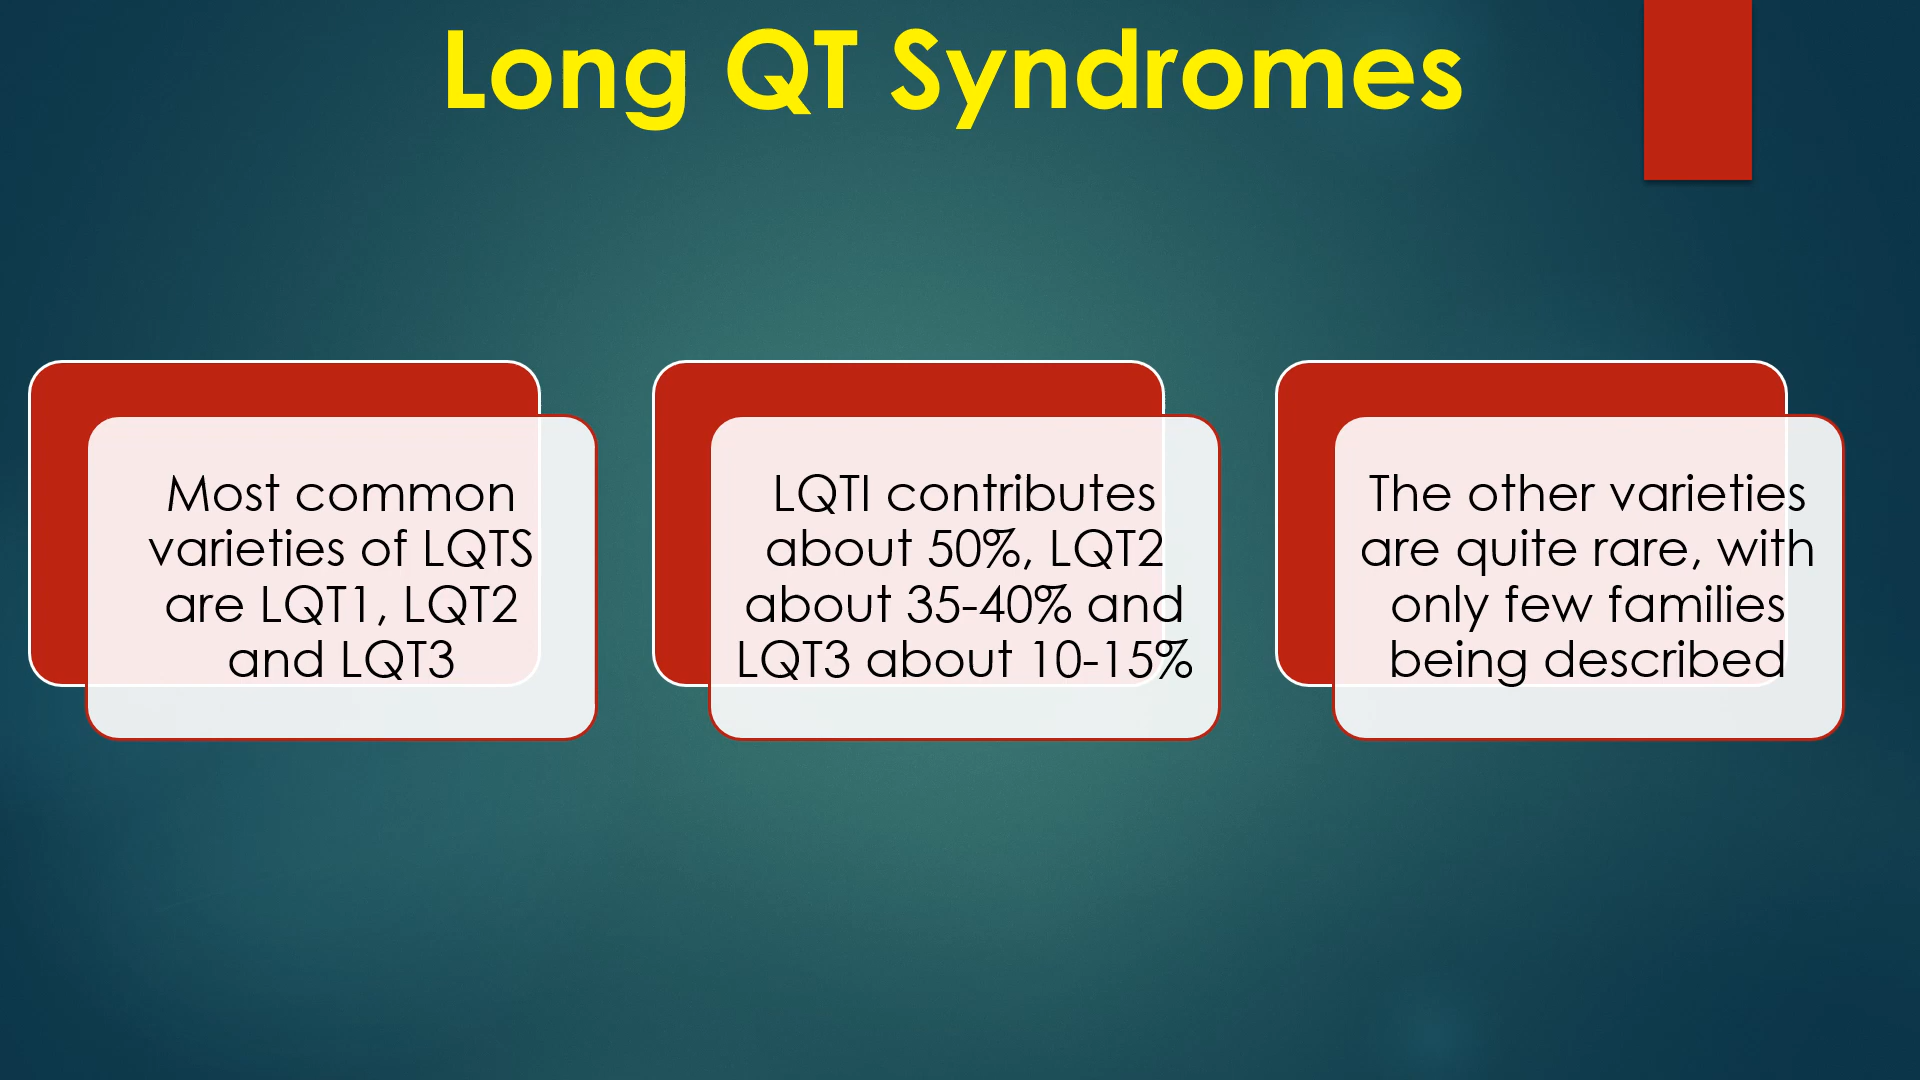 Long QT Syndromes
Most common
varieties of LQTS
are LQT1, LQT2
and LQT3
LQTI contributes
about 50%, LQT2
about 35-40% and
LQT3 about 10-15%
The other varieties
are quite rare, with
only few families
being described